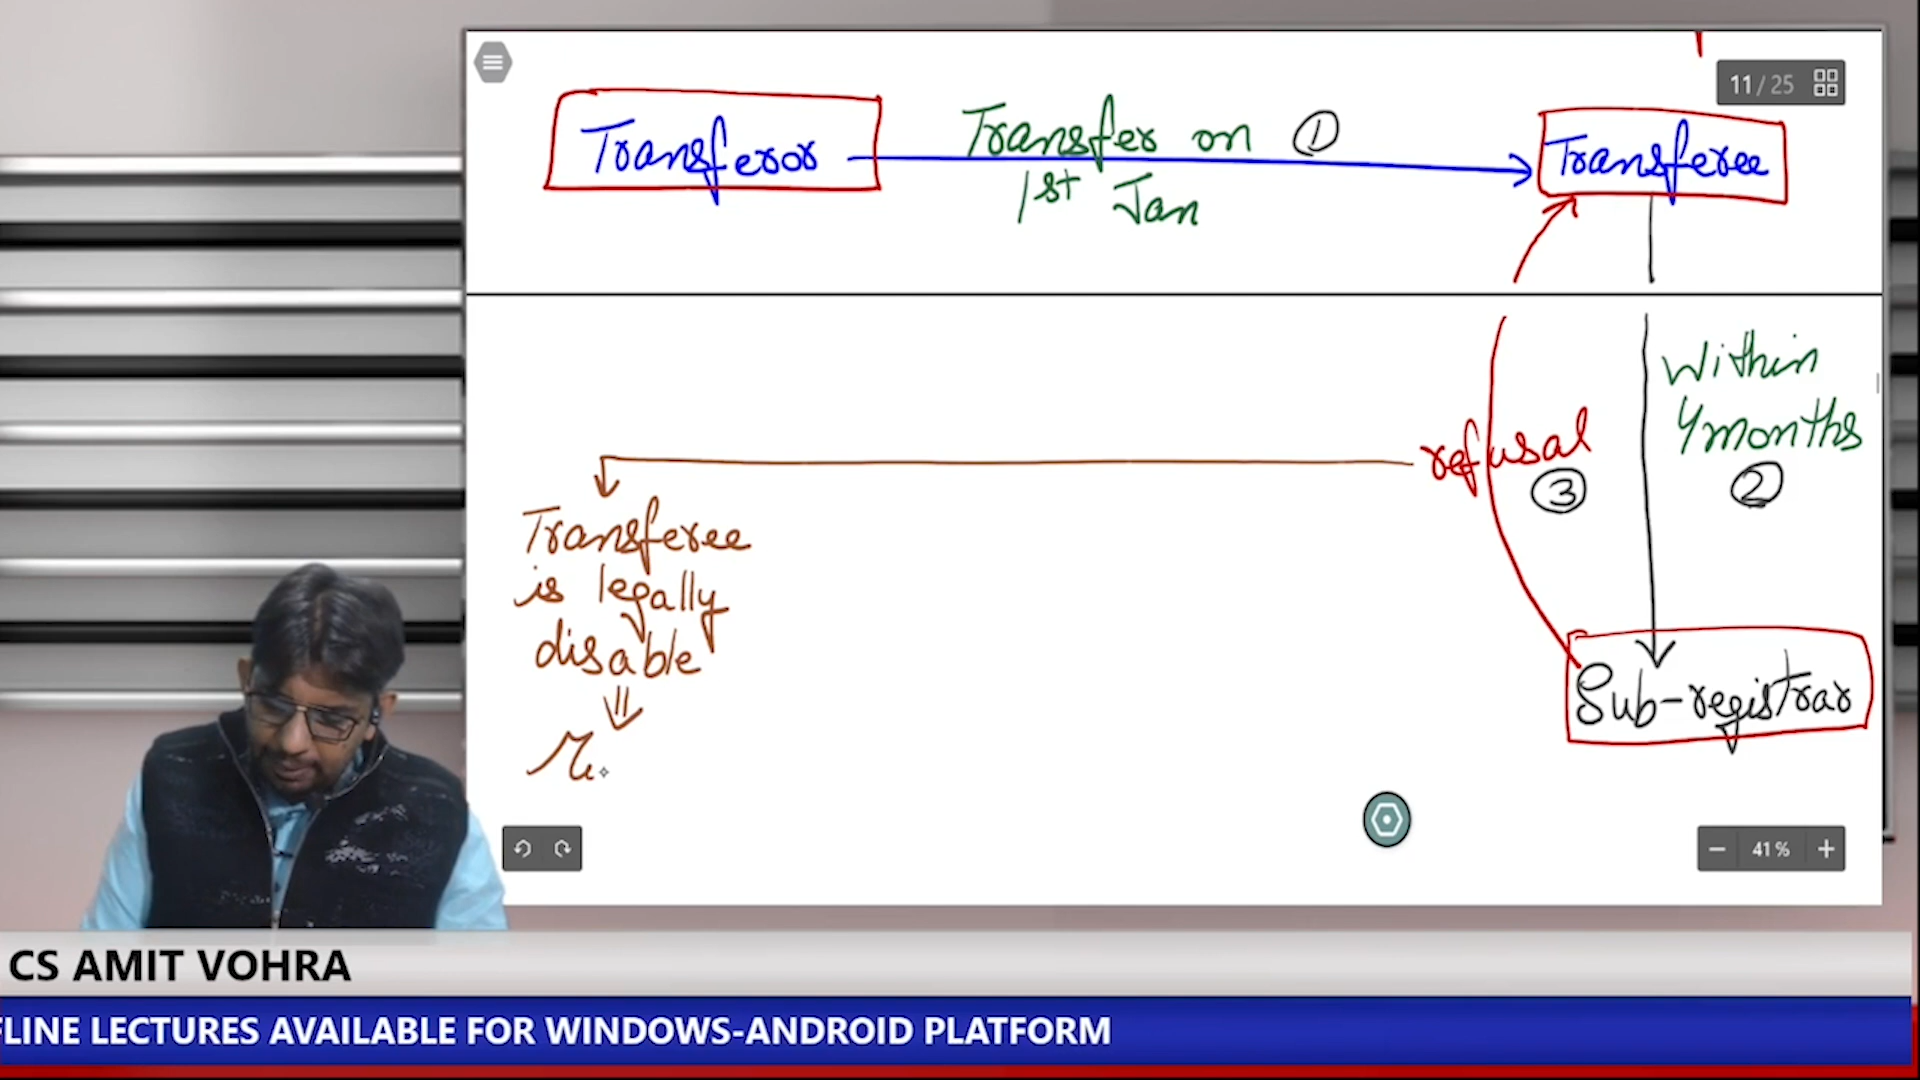 11 / 25
Transferor
Transfer on ①
1st Jan
Transferee
within
4 months
②
refusal
③
Transferee
is legally
disable
Sub-registrar
41 %
CS AMIT VOHRA
FLINE LECTURES AVAILABLE FOR WINDOWS-ANDROID PLATFORM